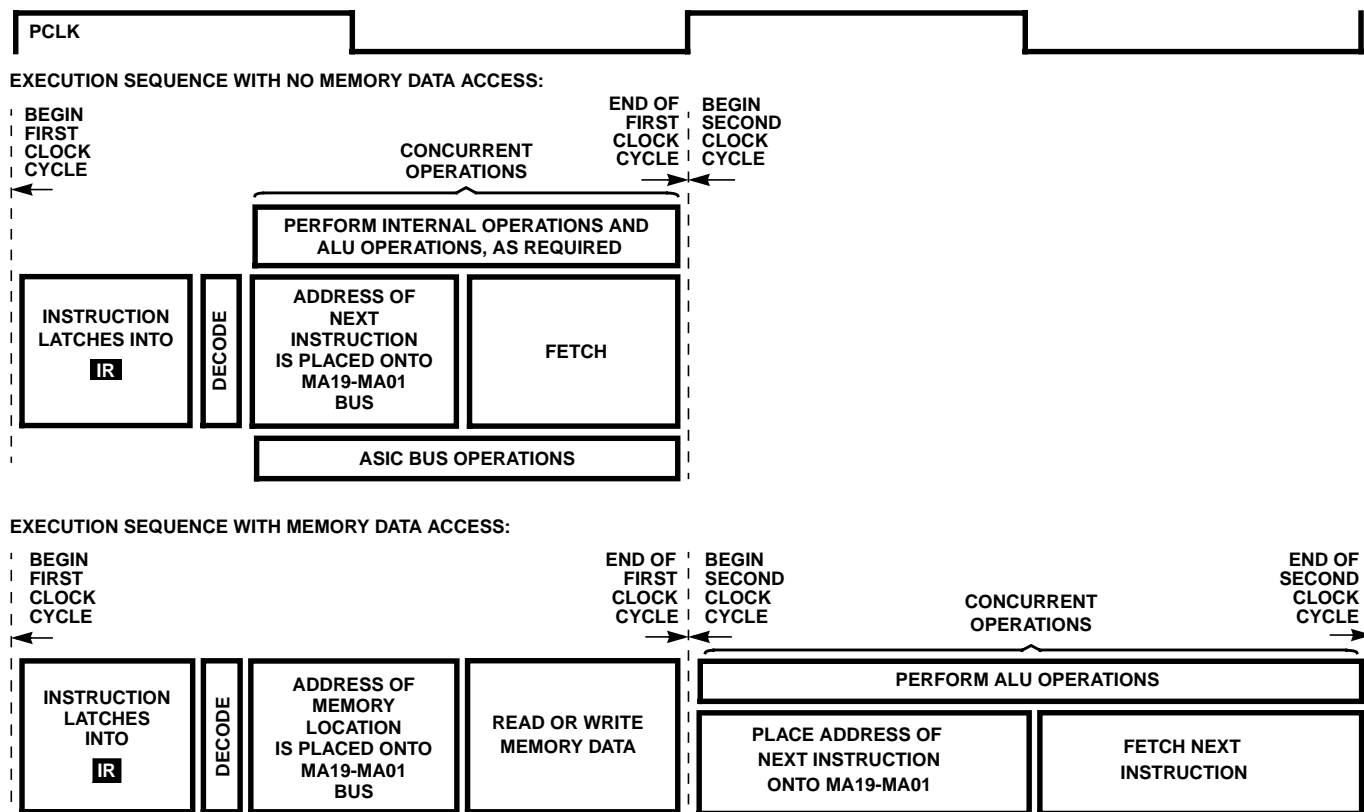 PCLK
EXECUTION SEQUENCE WITH NO MEMORY DATA ACCESS:
BEGIN
FIRST
CLOCK
CYCLE
CONCURRENT
OPERATIONS
END OF
FIRST
CLOCK
CYCLE
BEGIN
SECOND
CLOCK
CYCLE
PERFORM INTERNAL OPERATIONS AND
ALU OPERATIONS, AS REQUIRED
INSTRUCTION
LATCHES INTO
IR
DECODE
ADDRESS OF
NEXT
INSTRUCTION
IS PLACED ONTO
MA19-MA01
BUS
FETCH
ASIC BUS OPERATIONS
EXECUTION SEQUENCE WITH MEMORY DATA ACCESS:
BEGIN
FIRST
CLOCK
CYCLE
END OF
FIRST
CLOCK
CYCLE
BEGIN
SECOND
CLOCK
CYCLE
CONCURRENT
OPERATIONS
END OF
SECOND
CLOCK
CYCLE
INSTRUCTION
LATCHES
INTO
IR
DECODE
ADDRESS OF
MEMORY
LOCATION
IS PLACED ONTO
MA19-MA01
BUS
READ OR WRITE
MEMORY DATA
PERFORM ALU OPERATIONS
PLACE ADDRESS OF
NEXT INSTRUCTION
ONTO MA19-MA01
FETCH NEXT
INSTRUCTION